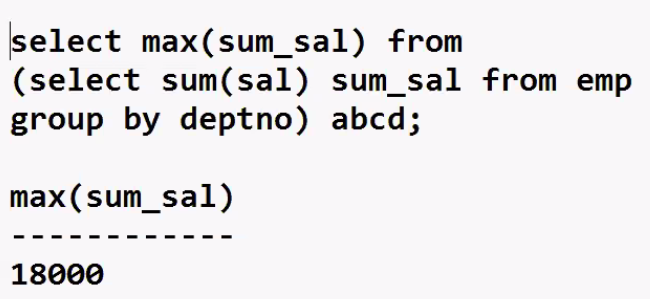 select max(sum_sal) from
(select sum(sal) sum_sal from emp
group by deptno) abcd;
max(sum_sal)
------------
18000